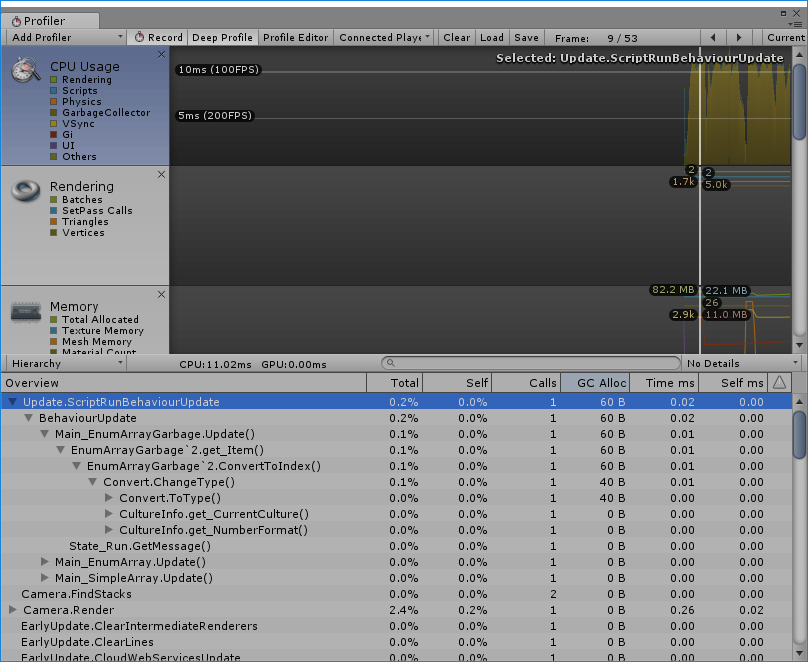 Profiler
Add Profiler Record Deep Profile Profiler Editor Connected Playe Clear Load Save Frame: 9 / 53 Current
Selected: Update.ScriptRunBehaviourUpdate
CPU Usage
Rendering
Scripts
Physics
GarbageCollector
VSync
Gi
UI
Others
10ms (100FPS)
5ms (200FPS)
Rendering
Batches
SetPass Calls
Triangles
Vertices
2 2
1.7k 5.0k
Memory
Total Allocated
Texture Memory
Mesh Memory
Material Count
82.2 MB 22.1 MB
26
2.9k 11.0 MB
Hierarchy CPU:11.02ms GPU:0.00ms No Details
Overview Total Self Calls GC Alloc Time ms Self ms
Update.ScriptRunBehaviourUpdate 0.2% 0.0% 1 60 B 0.02 0.00
BehaviourUpdate 0.2% 0.0% 1 60 B 0.02 0.00
Main_EnumArrayGarbage.Update() 0.1% 0.0% 1 60 B 0.01 0.00
EnumArrayGarbage`2.get_Item() 0.1% 0.0% 1 60 B 0.01 0.00
EnumArrayGarbage`2.ConvertToIndex() 0.1% 0.0% 1 60 B 0.01 0.00
Convert.ChangeType() 0.1% 0.0% 1 40 B 0.01 0.00
Convert.ToType() 0.0% 0.0% 1 40 B 0.00 0.00
CultureInfo.get_CurrentCulture() 0.0% 0.0% 1 0 B 0.00 0.00
CultureInfo.get_NumberFormat() 0.0% 0.0% 1 0 B 0.00 0.00
State_Run.GetMessage() 0.0% 0.0% 1 0 B 0.00 0.00
Main_EnumArray.Update() 0.0% 0.0% 1 0 B 0.00 0.00
Main_SimpleArray.Update() 0.0% 0.0% 1 0 B 0.00 0.00
Camera.FindStacks 0.0% 0.0% 2 0 B 0.00 0.00
Camera.Render 2.4% 0.2% 1 0 B 0.26 0.02
EarlyUpdate.ClearIntermediateRenderers 0.0% 0.0% 1 0 B 0.00 0.00
EarlyUpdate.ClearLines 0.0% 0.0% 1 0 B 0.00 0.00
EarlyUpdate.CloudWebServicesUpdate 0.0% 0.0% 1 0 B 0.00 0.00